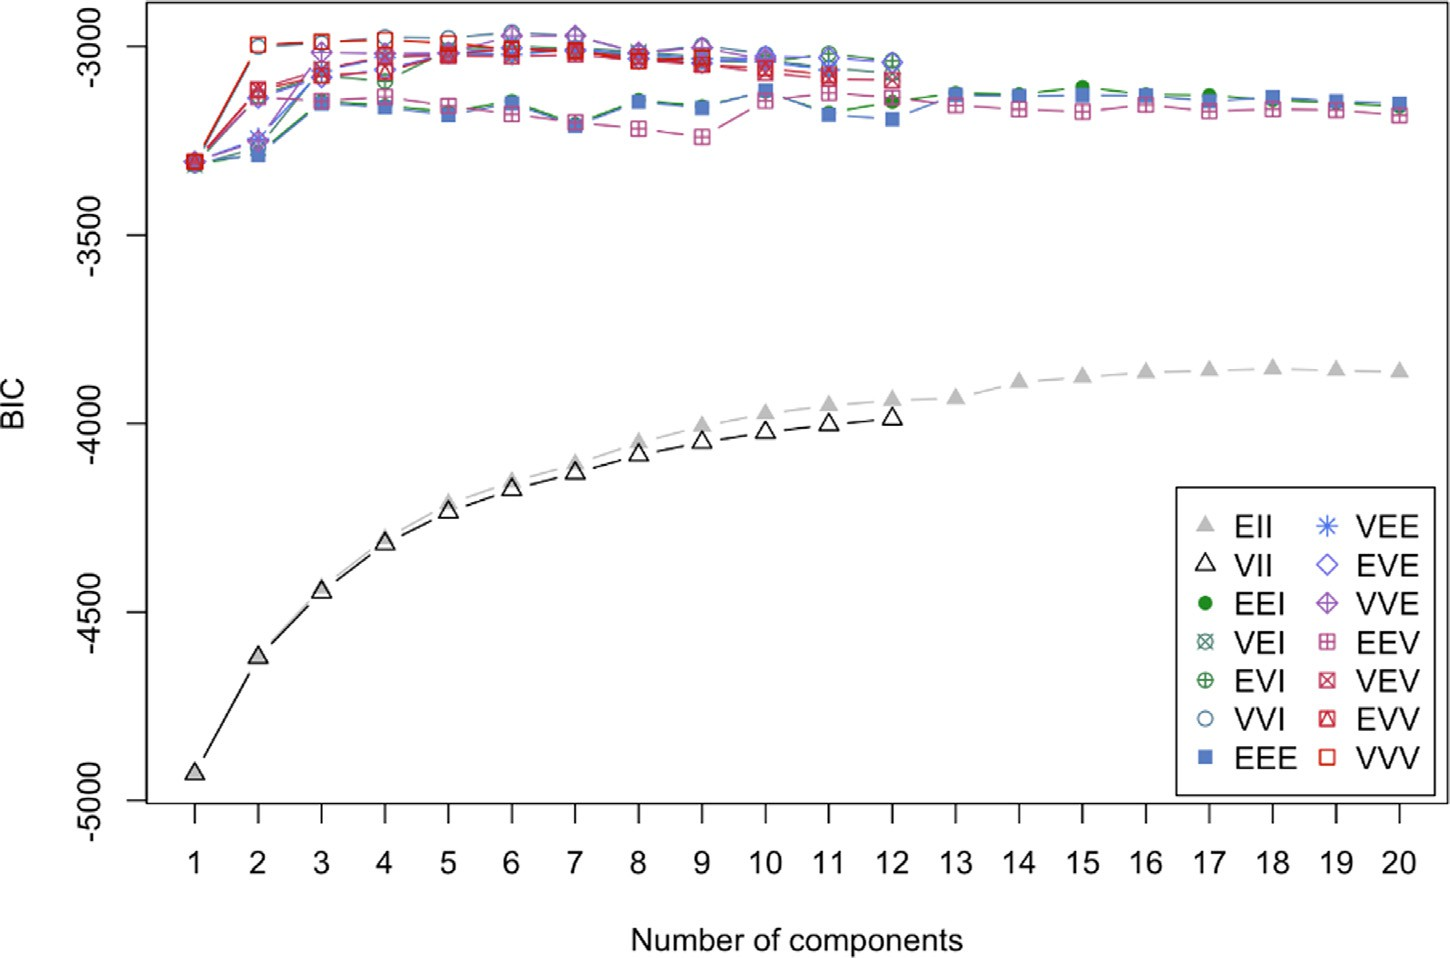 BIC
-3000
-3500
-4000
-4500
-5000
1 2 3 4 5 6 7 8 9 10 11 12 13 14 15 16 17 18 19 20
Number of components
EII VEE
VII EVE
EEI VVE
VEI EEV
EVI VEV
VVI EVV
EEE VVV